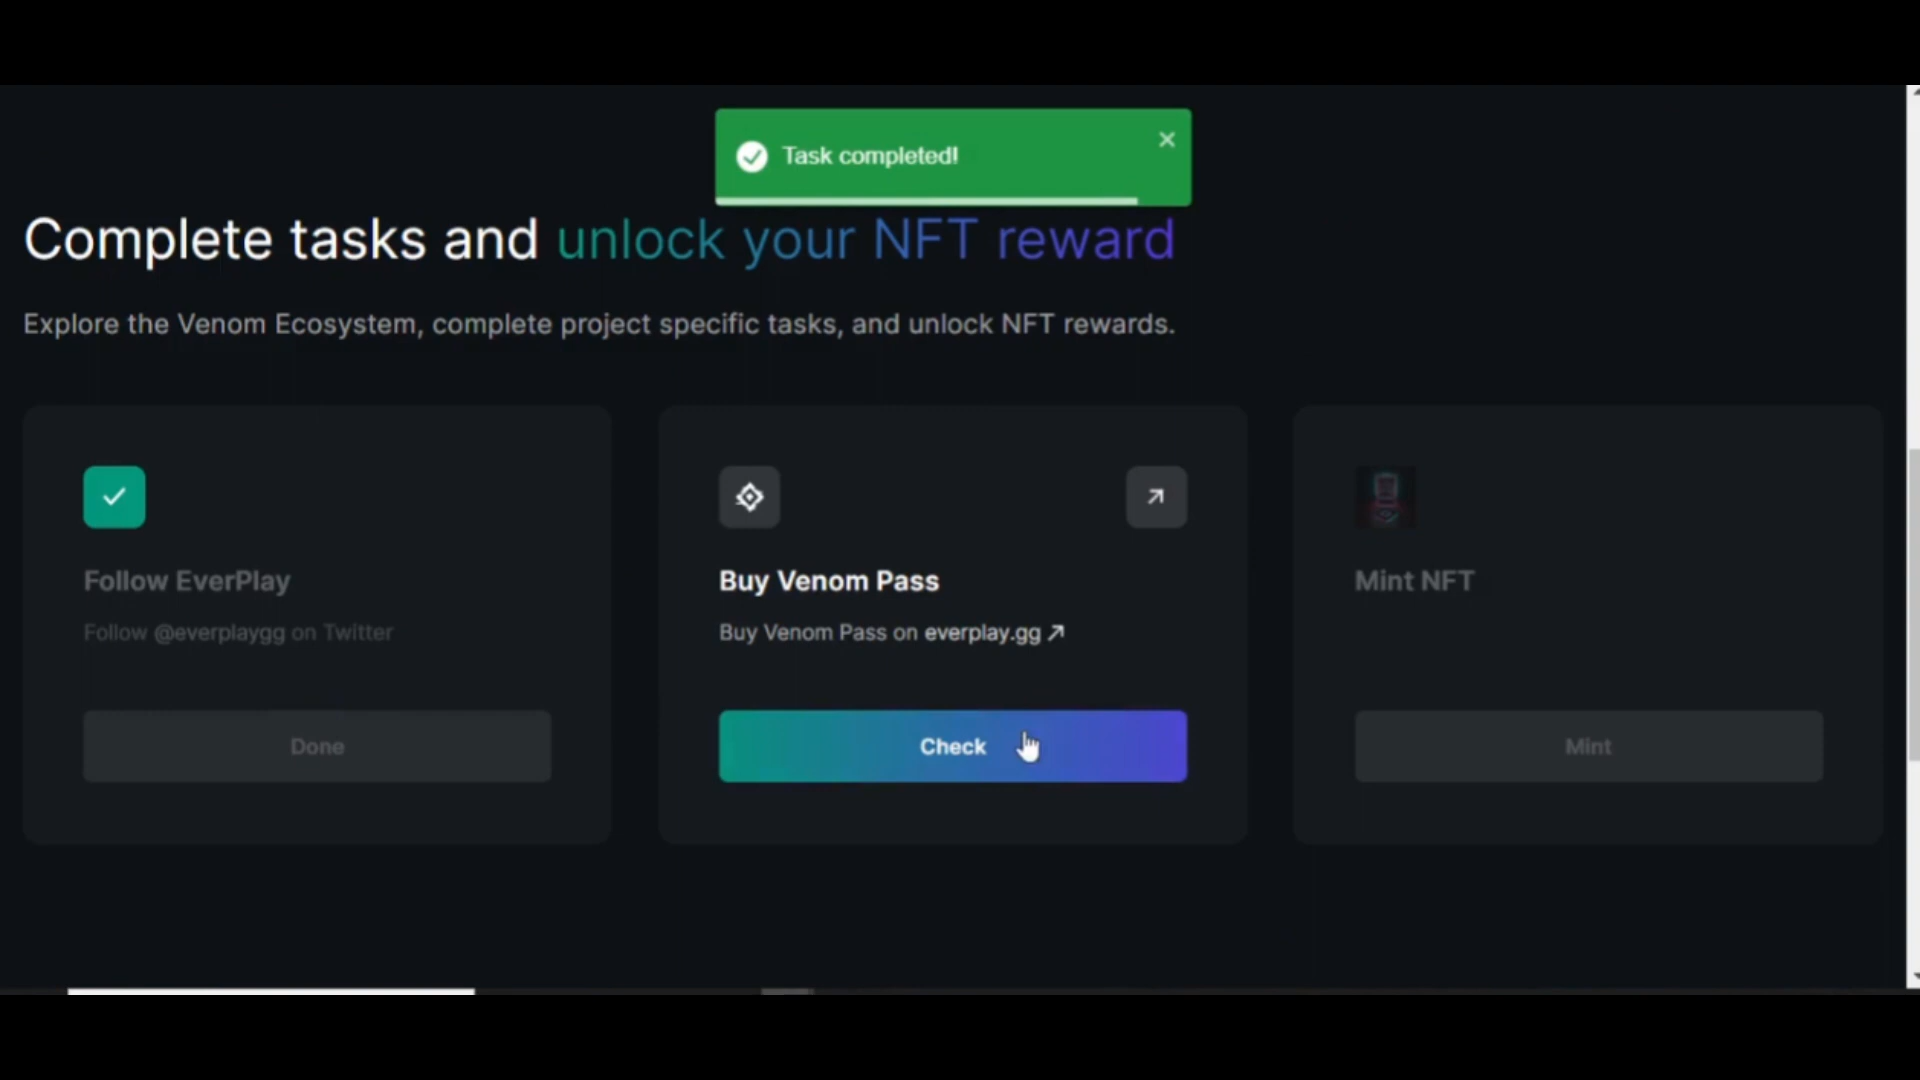 Task completed!
Complete tasks and unlock your NFT reward
Explore the Venom Ecosystem, complete project specific tasks, and unlock NFT rewards.
Follow EverPlay
Follow @everplaygg on Twitter
Done
Buy Venom Pass
Buy Venom Pass on everplay.gg
Check
Mint NFT
Mint